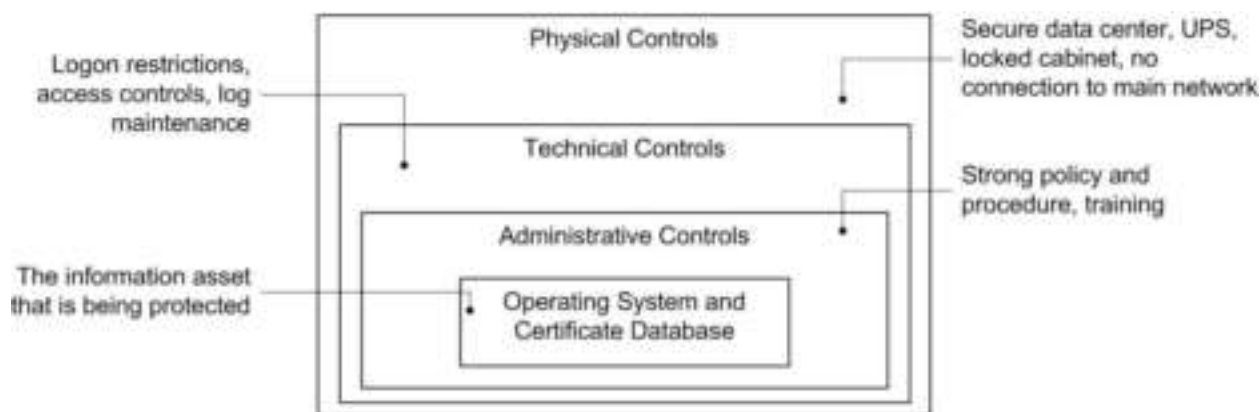 Physical Controls
Secure data center, UPS,
locked cabinet, no
connection to main network
Logon restrictions,
access controls, log
maintenance
Technical Controls
Strong policy and
procedure, training
Administrative Controls
The information asset
that is being protected
Operating System and
Certificate Database